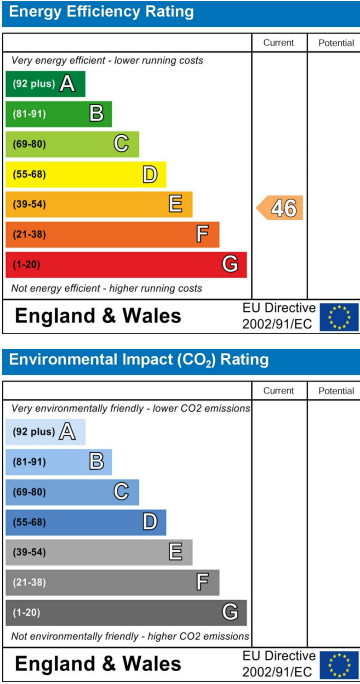 Energy Efficiency Rating
Current Potential
Very energy efficient - lower running costs
(92 plus) A
(81-91) B
(69-80) C
(55-68) D
(39-54) E 46
(21-38) F
(1-20) G
Not energy efficient - higher running costs
England & Wales
EU Directive
2002/91/EC
Environmental Impact (CO₂) Rating
Current Potential
Very environmentally friendly - lower CO2 emissions
(92 plus) A
(81-91) B
(69-80) C
(55-68) D
(39-54) E
(21-38) F
(1-20) G
Not environmentally friendly - higher CO2 emissions
England & Wales
EU Directive
2002/91/EC